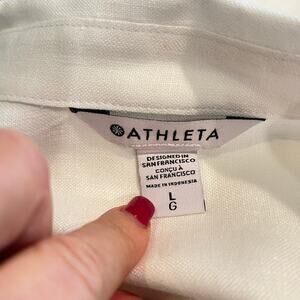 ATHLETA
DESIGNED IN
SAN FRANCISCO
CONÇU À
SAN FRANCISCO
MADE IN INDONESIA
L
G